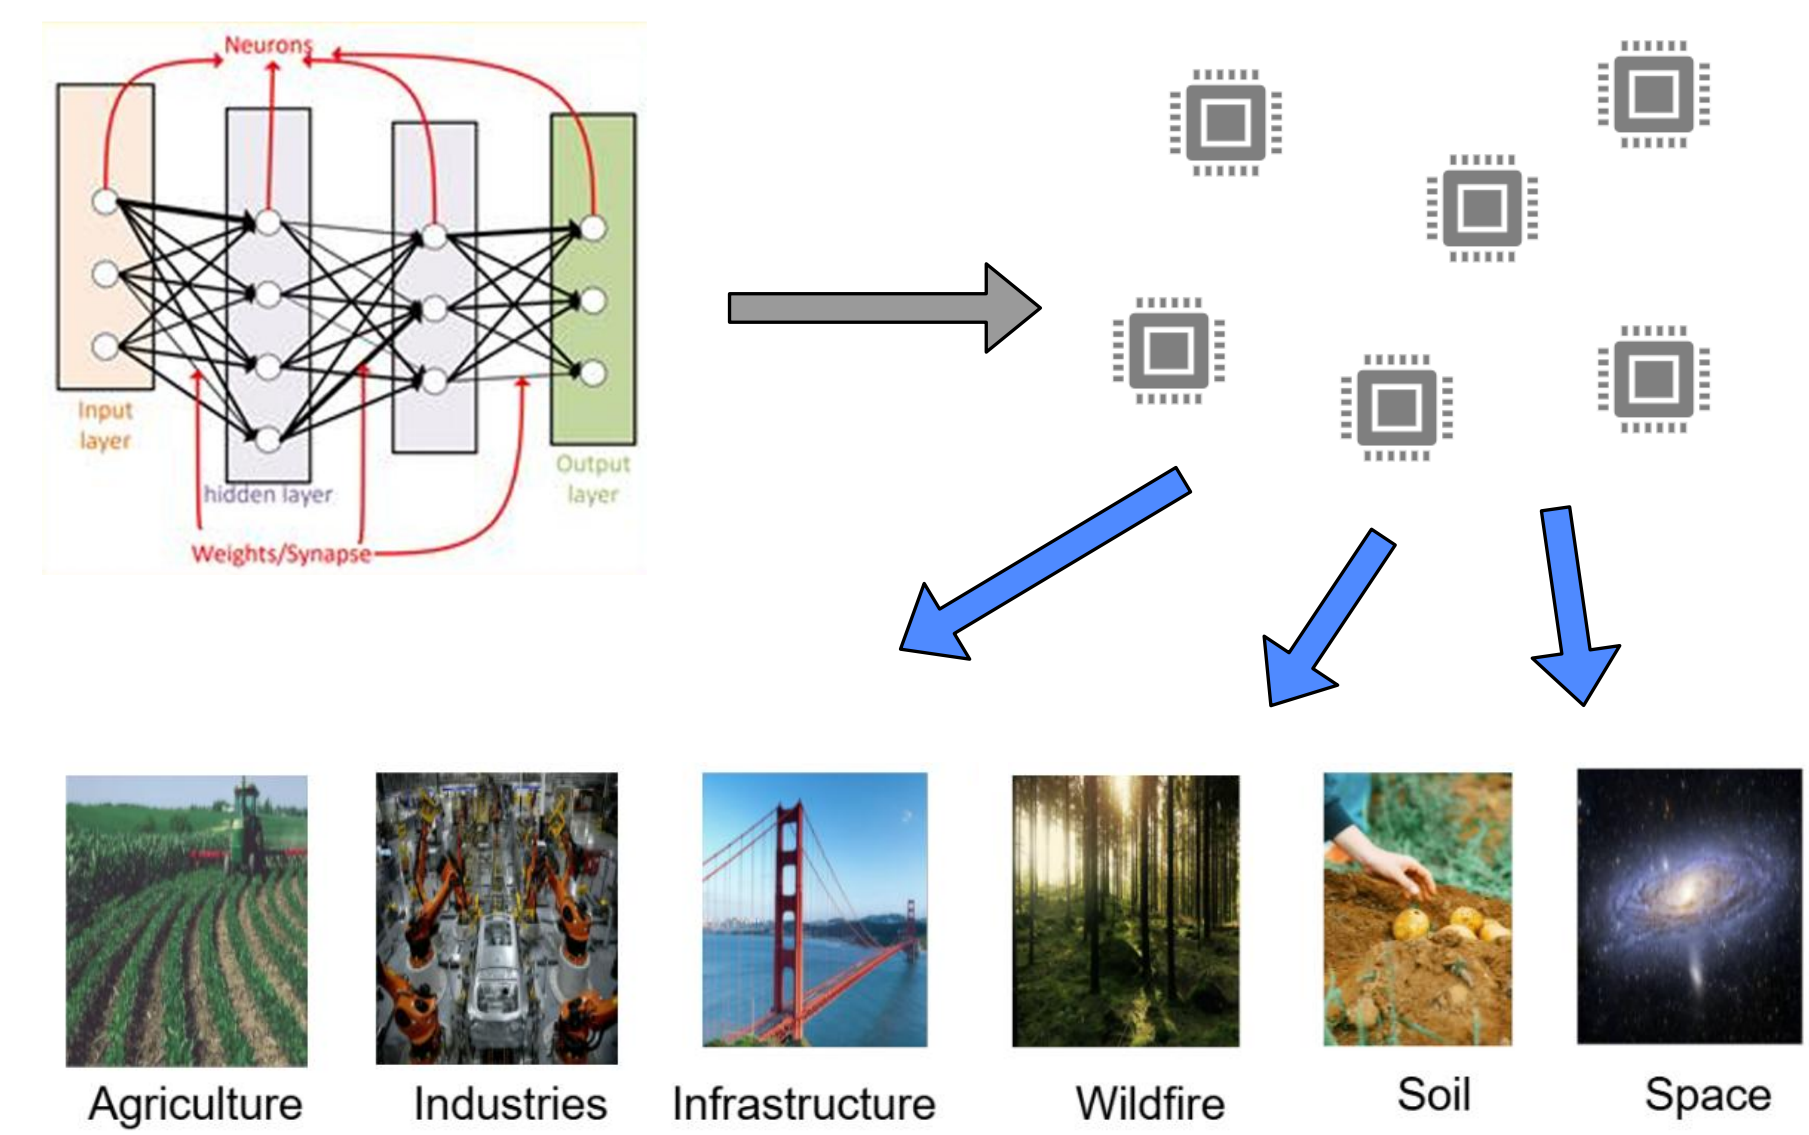 Neurons
Input
layer
hidden layer
Output
layer
Weights/Synapse
Agriculture
Industries
Infrastructure
Wildfire
Soil
Space